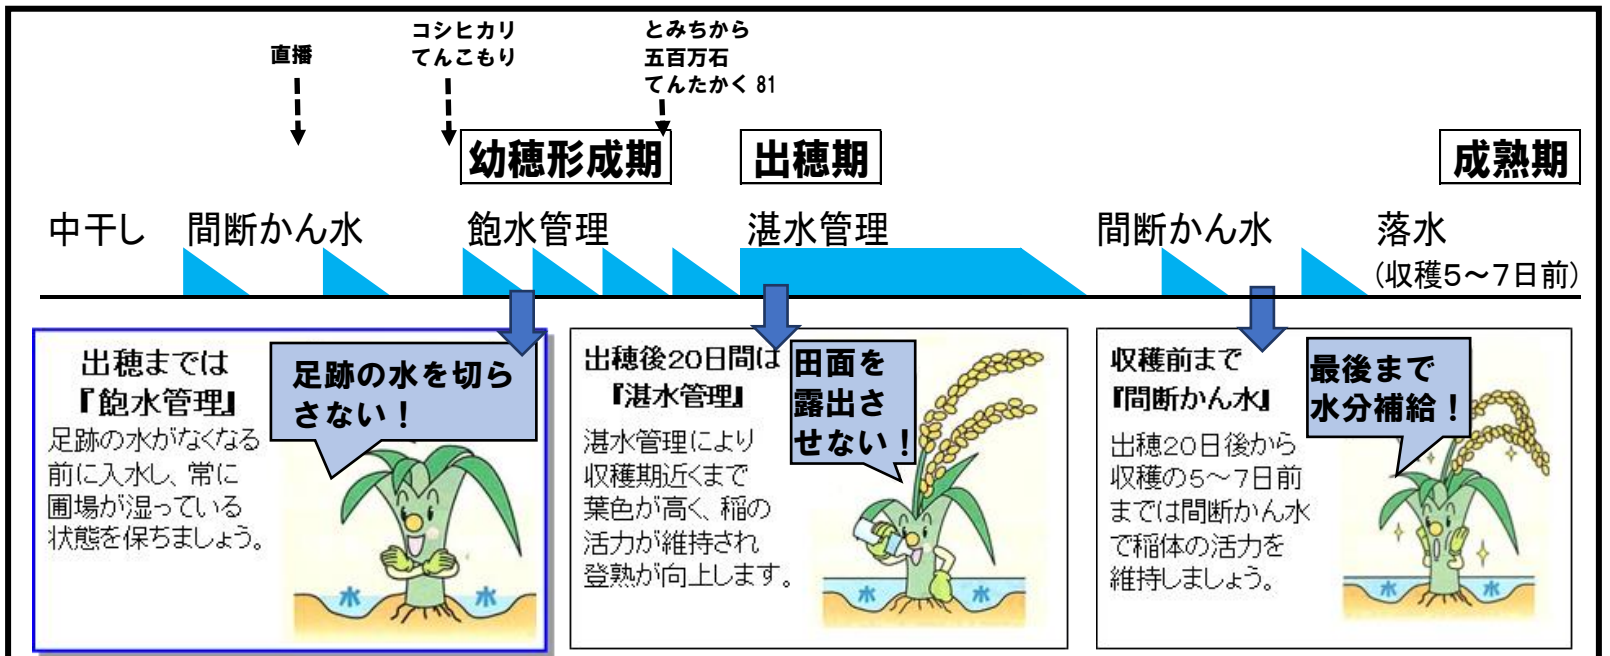 直播
コシヒカリ
てんこもり
とみちから
五百万石
てんたかく 81
幼穂形成期
出穂期
成熟期
中干し
間断かん水
飽水管理
湛水管理
間断かん水
落水
(収穫5～7日前)
出穂までは
『飽水管理』
足跡の水がなくなる
前に入水し、常に
圃場が湿っている
状態を保ちましょう。
足跡の水を切ら
さない！
水
水
出穂後20日間は
『湛水管理』
湛水管理により
収穫期近くまで
葉色が高く、稲の
活力が維持され
登熟が向上します。
田面を
露出さ
せない！
水
水
収穫前まで
『間断かん水』
出穂20日後から
収穫の5～7日前
までは間断かん水
で稲体の活力を
維持しましょう。
最後まで
水分補給！
水
水